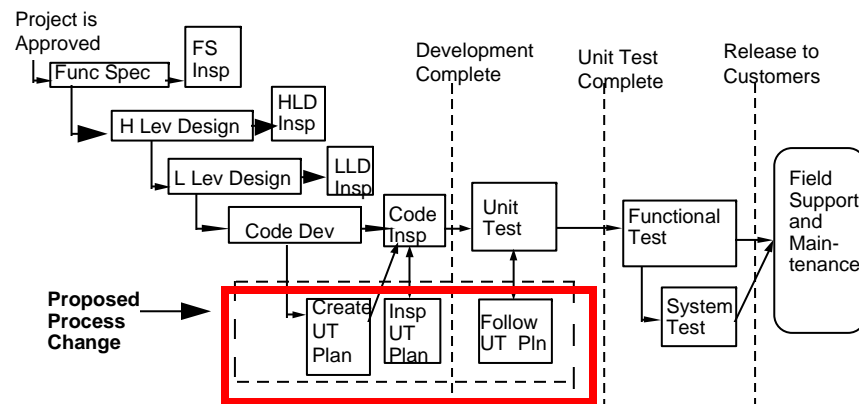 Project is
Approved
FS
Insp
Func Spec
Development
Complete
Unit Test
Complete
Release to
Customers
HLD
Insp
H Lev Design
LLD
Insp
L Lev Design
Code Dev
Code
Insp
Unit
Test
Functional
Test
Field
Support
and
Main-
tenance
Proposed
Process
Change
Create
UT
Plan
Insp
UT
Plan
Follow
UT Pln
System
Test